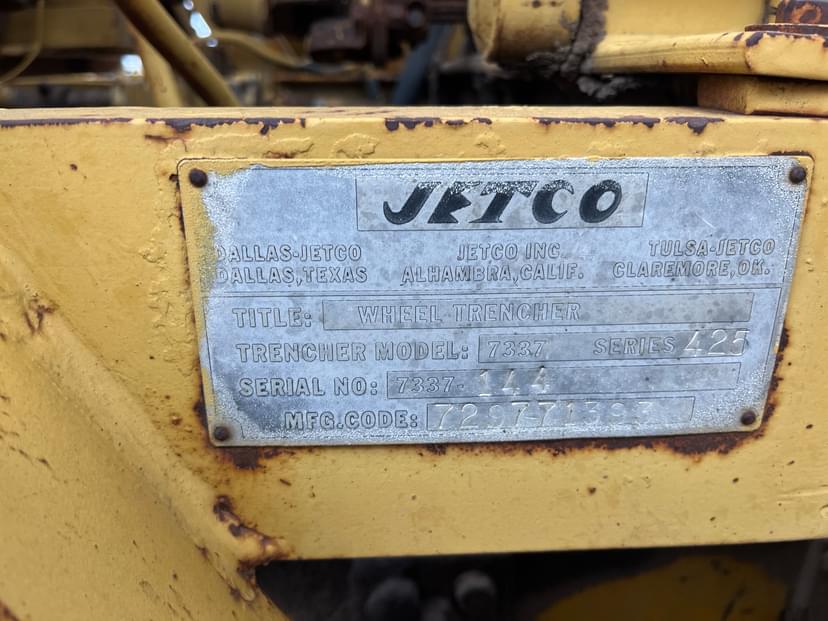 JETCO
DALLAS-JETCO JETCO INC. TULSA-JETCO
DALLAS, TEXAS ALHAMBRA, CALIF. CLAREMORE, OK.
TITLE: WHEEL TRENCHER
TRENCHER MODEL: 7337 SERIES 425
SERIAL NO: 7337-144
MFG.CODE: 729771393